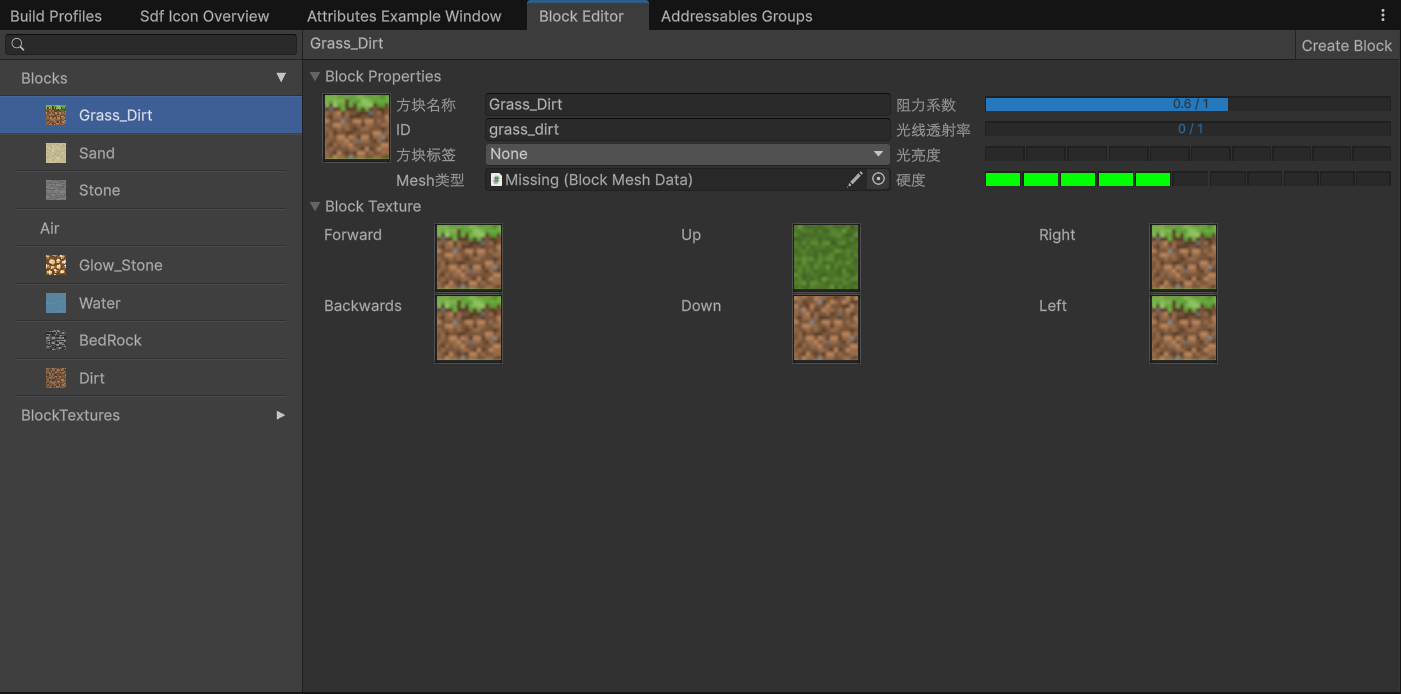 Build Profiles Sdf Icon Overview Attributes Example Window Block Editor Addressables Groups
Grass_Dirt Create Block
Blocks
Grass_Dirt
Sand
Stone
Air
Glow_Stone
Water
BedRock
Dirt
BlockTextures
Block Properties
方块名称 Grass_Dirt 阻力系数 0.6 / 1
ID grass_dirt 光线透射率 0 / 1
方块标签 None 光亮度
Mesh类型 Missing (Block Mesh Data) 硬度
Block Texture
Forward Up Right
Backwards Down Left